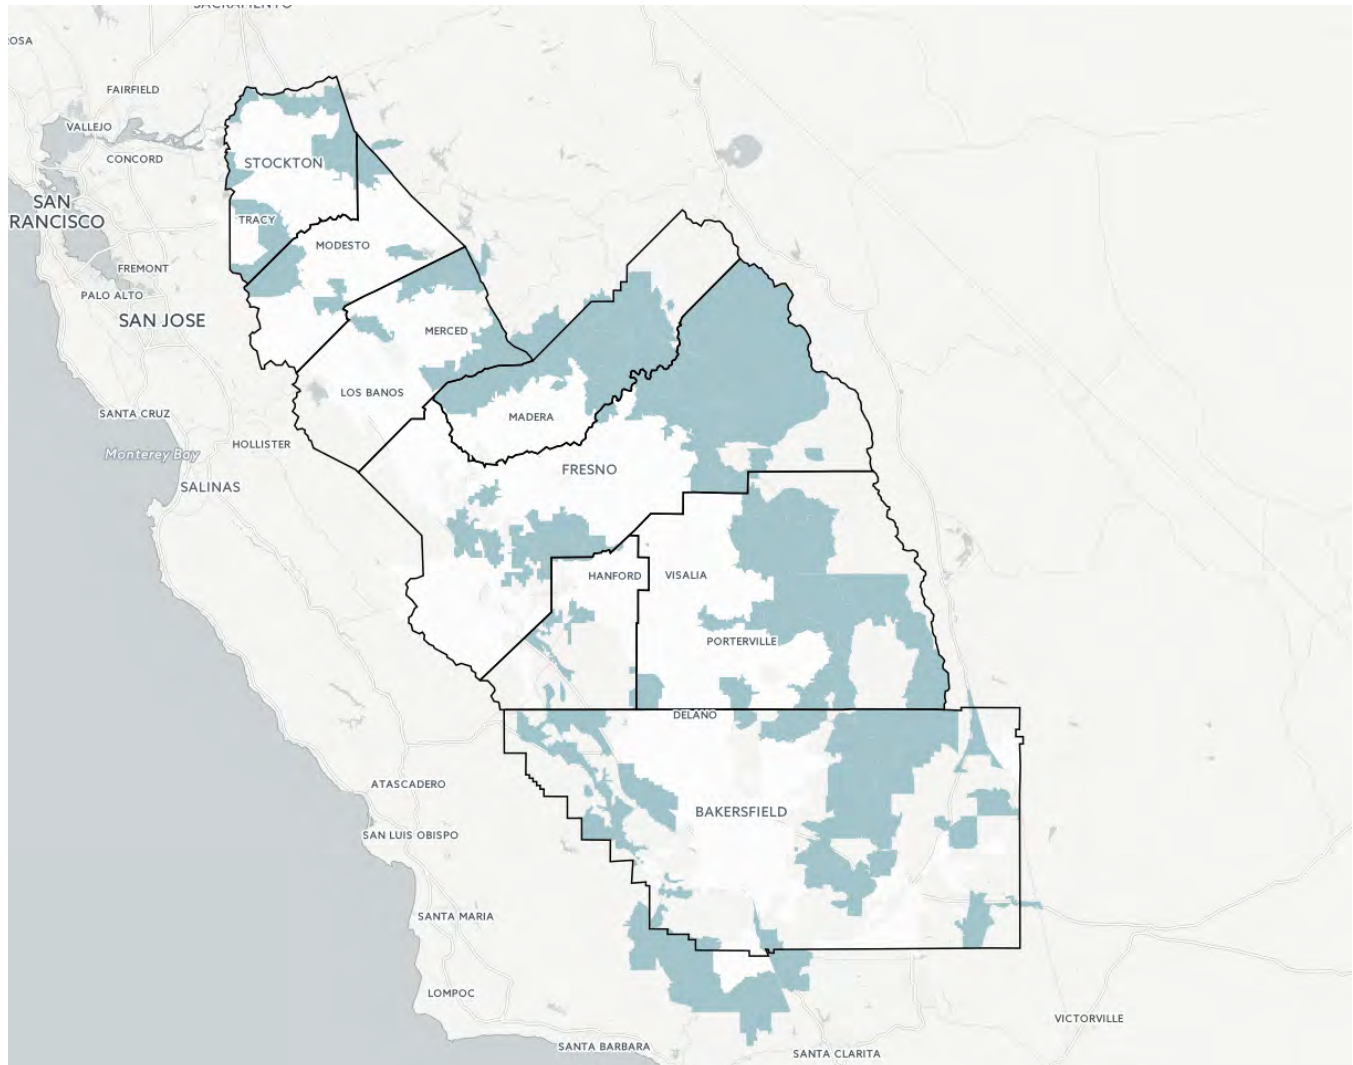 SACRAMENTO
OSA
FAIRFIELD
VALLEJO
CONCORD
STOCKTON
SAN
RANCISCO
TRACY
MODESTO
FREMONT
PALO ALTO
SAN JOSE
MERCED
LOS BANOS
SANTA CRUZ
MADERA
HOLLISTER
Monterey Bay
FRESNO
SALINAS
HANFORD
VISALIA
PORTERVILLE
DELANO
ATASCADERO
BAKERSFIELD
SAN LUIS OBISPO
SANTA MARIA
LOMPOC
VICTORVILLE
SANTA BARBARA
SANTA CLARITA